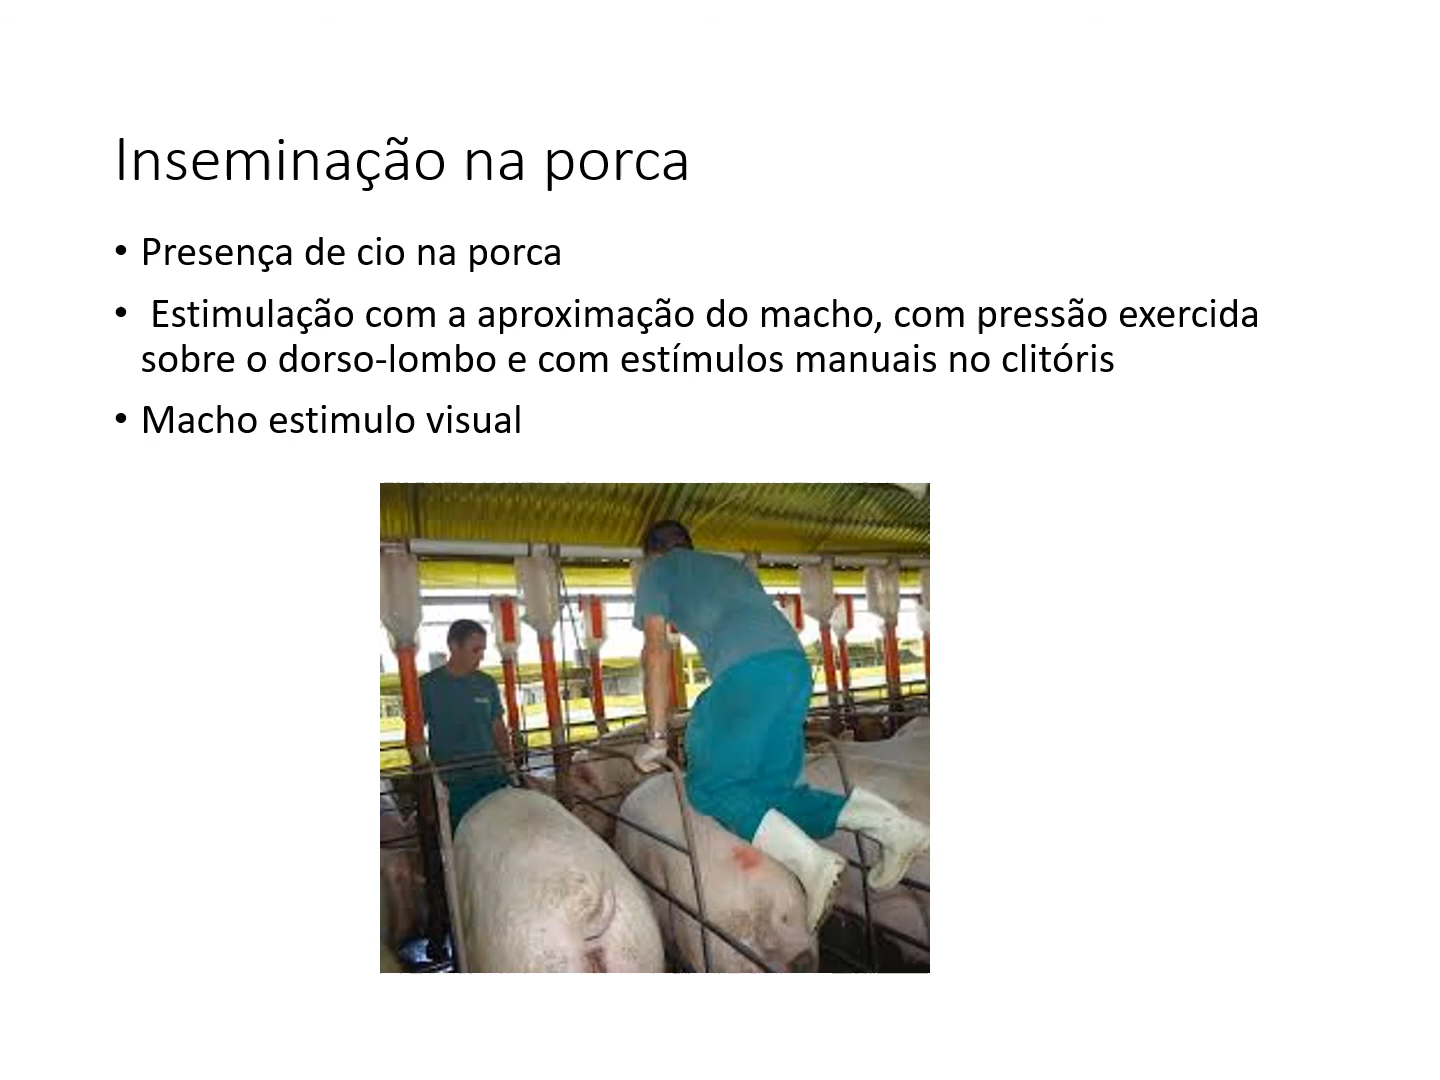 Inseminação na porca
• Presença de cio na porca
• Estimulação com a aproximação do macho, com pressão exercida
sobre o dorso-lombo e com estímulos manuais no clitóris
• Macho estimulo visual